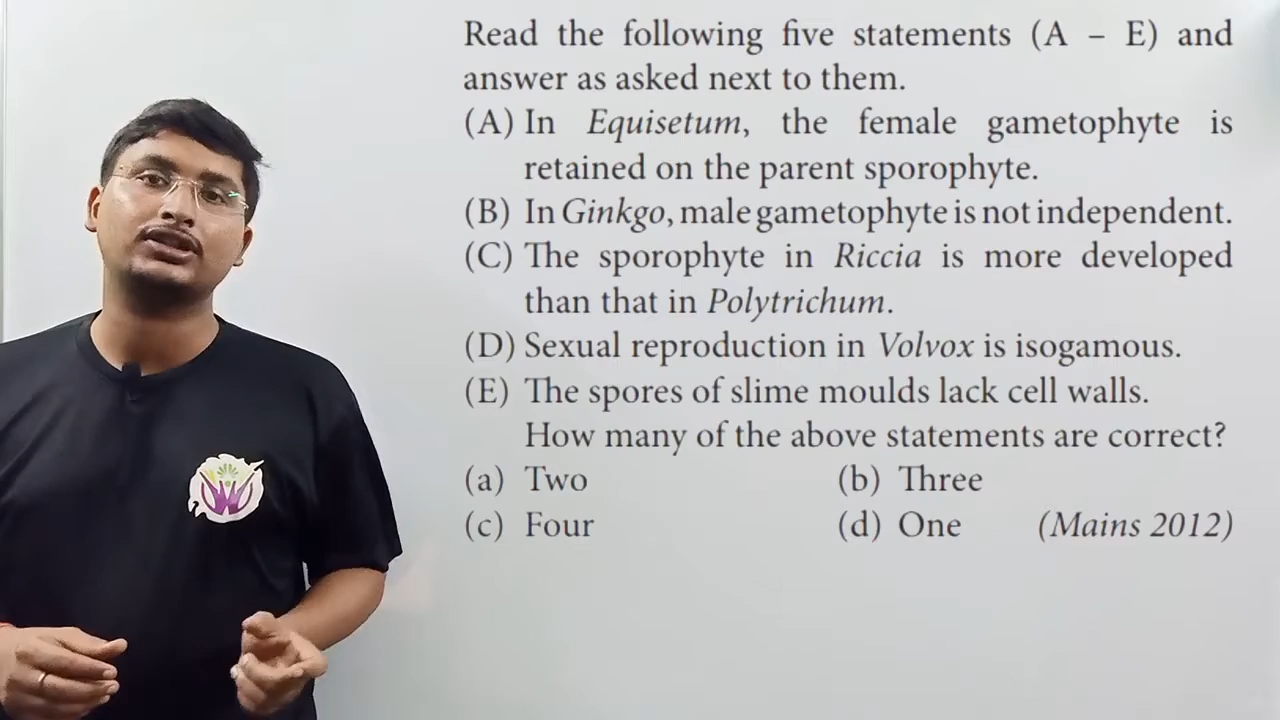 Read the following five statements (A – E) and
answer as asked next to them.
(A) In Equisetum, the female gametophyte is
retained on the parent sporophyte.
(B) In Ginkgo, male gametophyte is not independent.
(C) The sporophyte in Riccia is more developed
than that in Polytrichum.
(D) Sexual reproduction in Volvox is isogamous.
(E) The spores of slime moulds lack cell walls.
How many of the above statements are correct?
(a) Two (b) Three
(c) Four (d) One (Mains 2012)